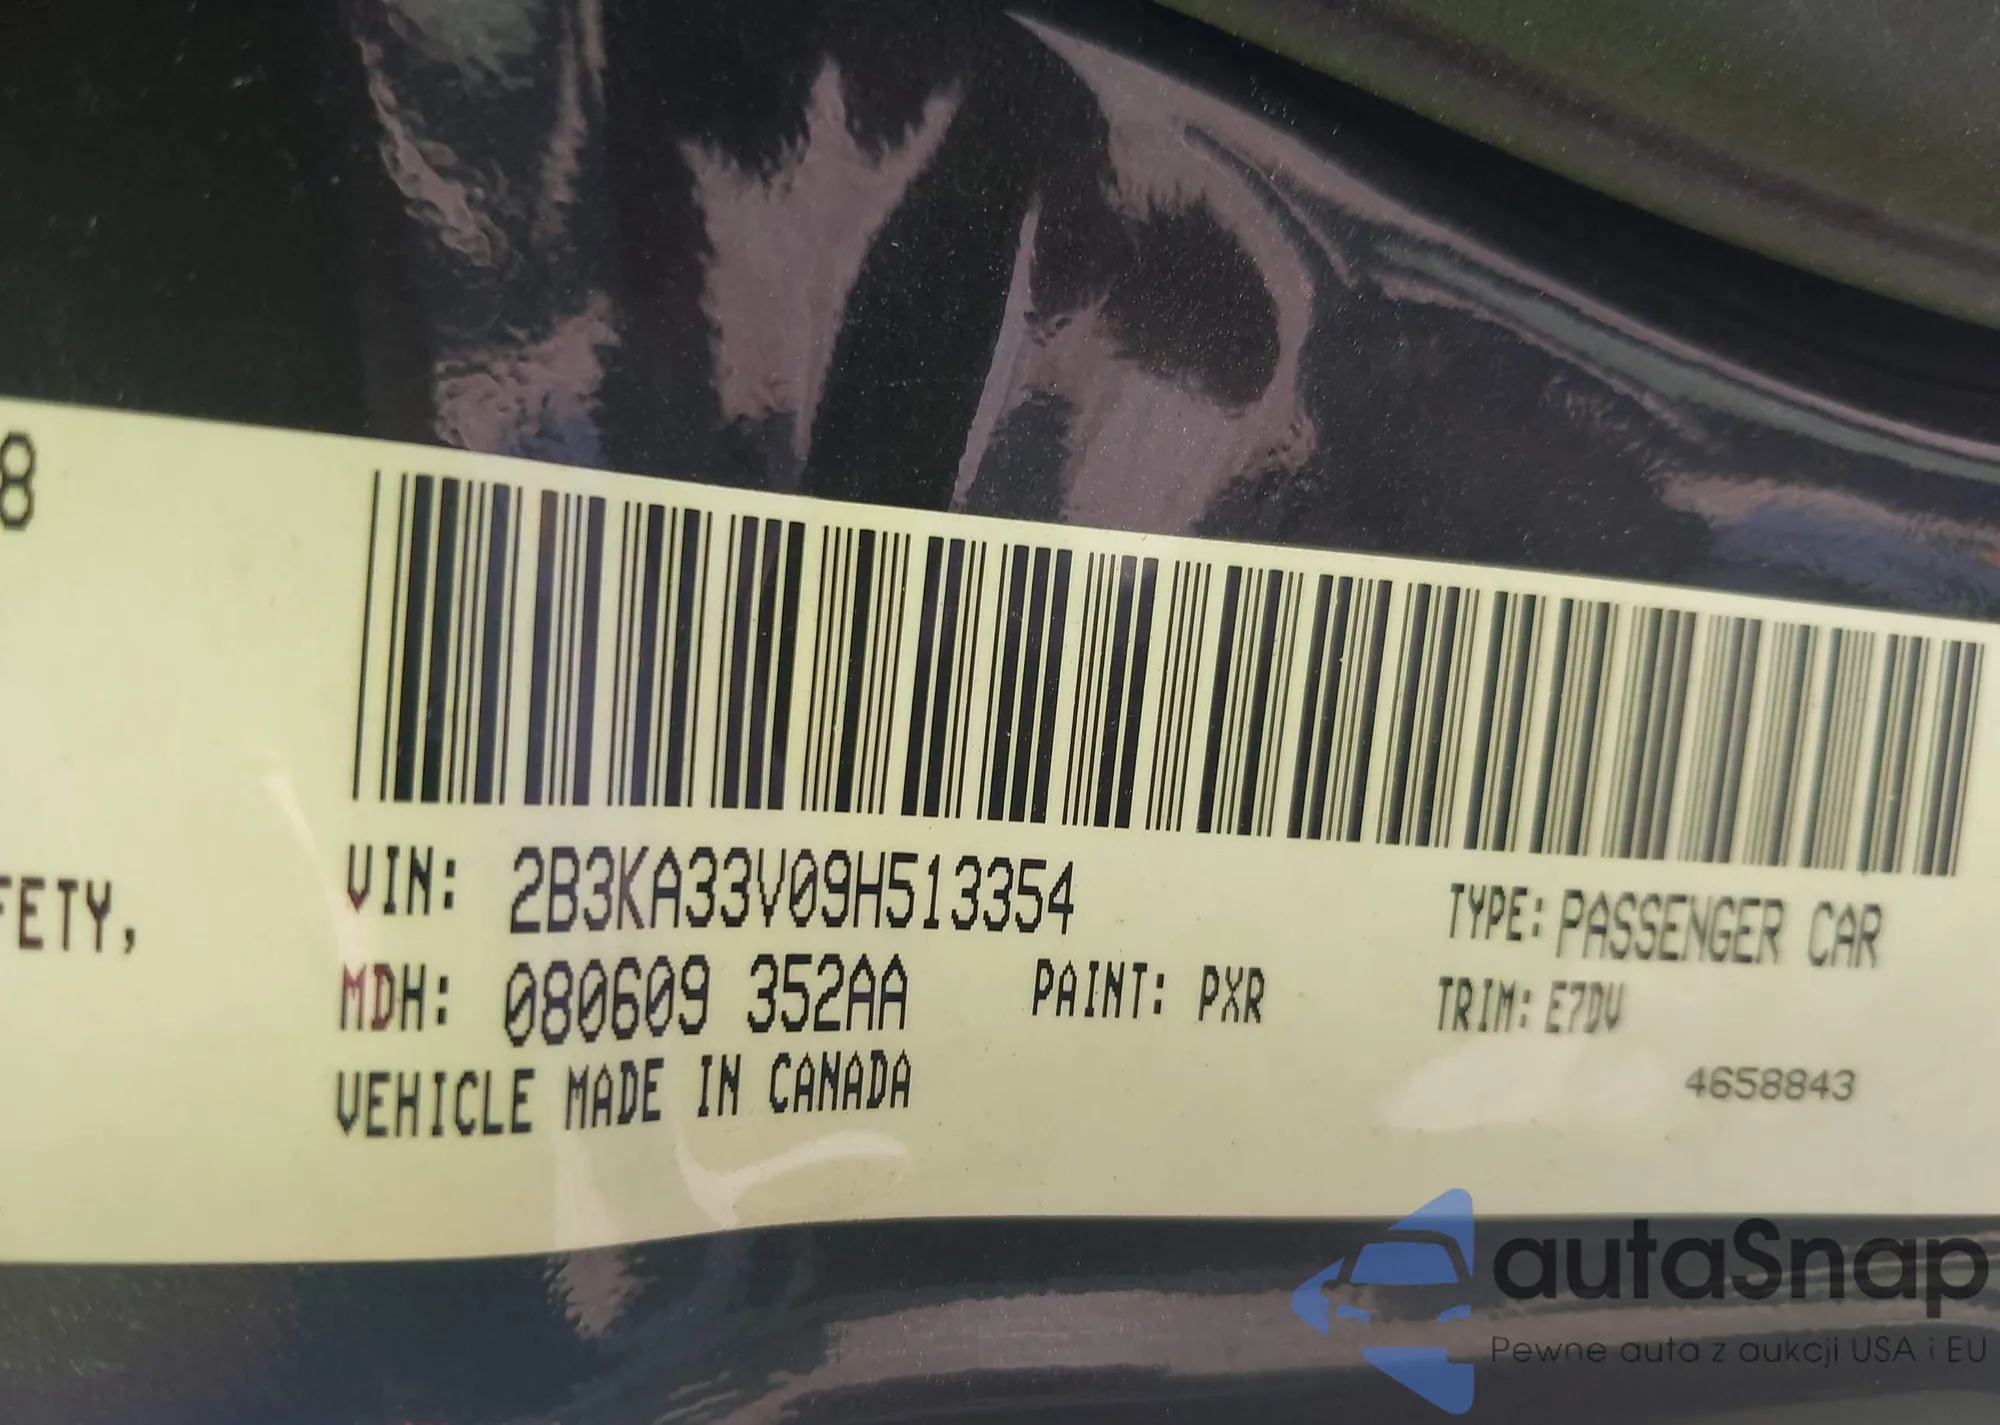 8
FETY,
VIN: 2B3KA33V09H513354
TYPE: PASSENGER CAR
MDH: 080609 352AA
PAINT: PXR
TRIM: E7DV
VEHICLE MADE IN CANADA
4658843
autaSnap
Pewne auta z aukcji USA i EU